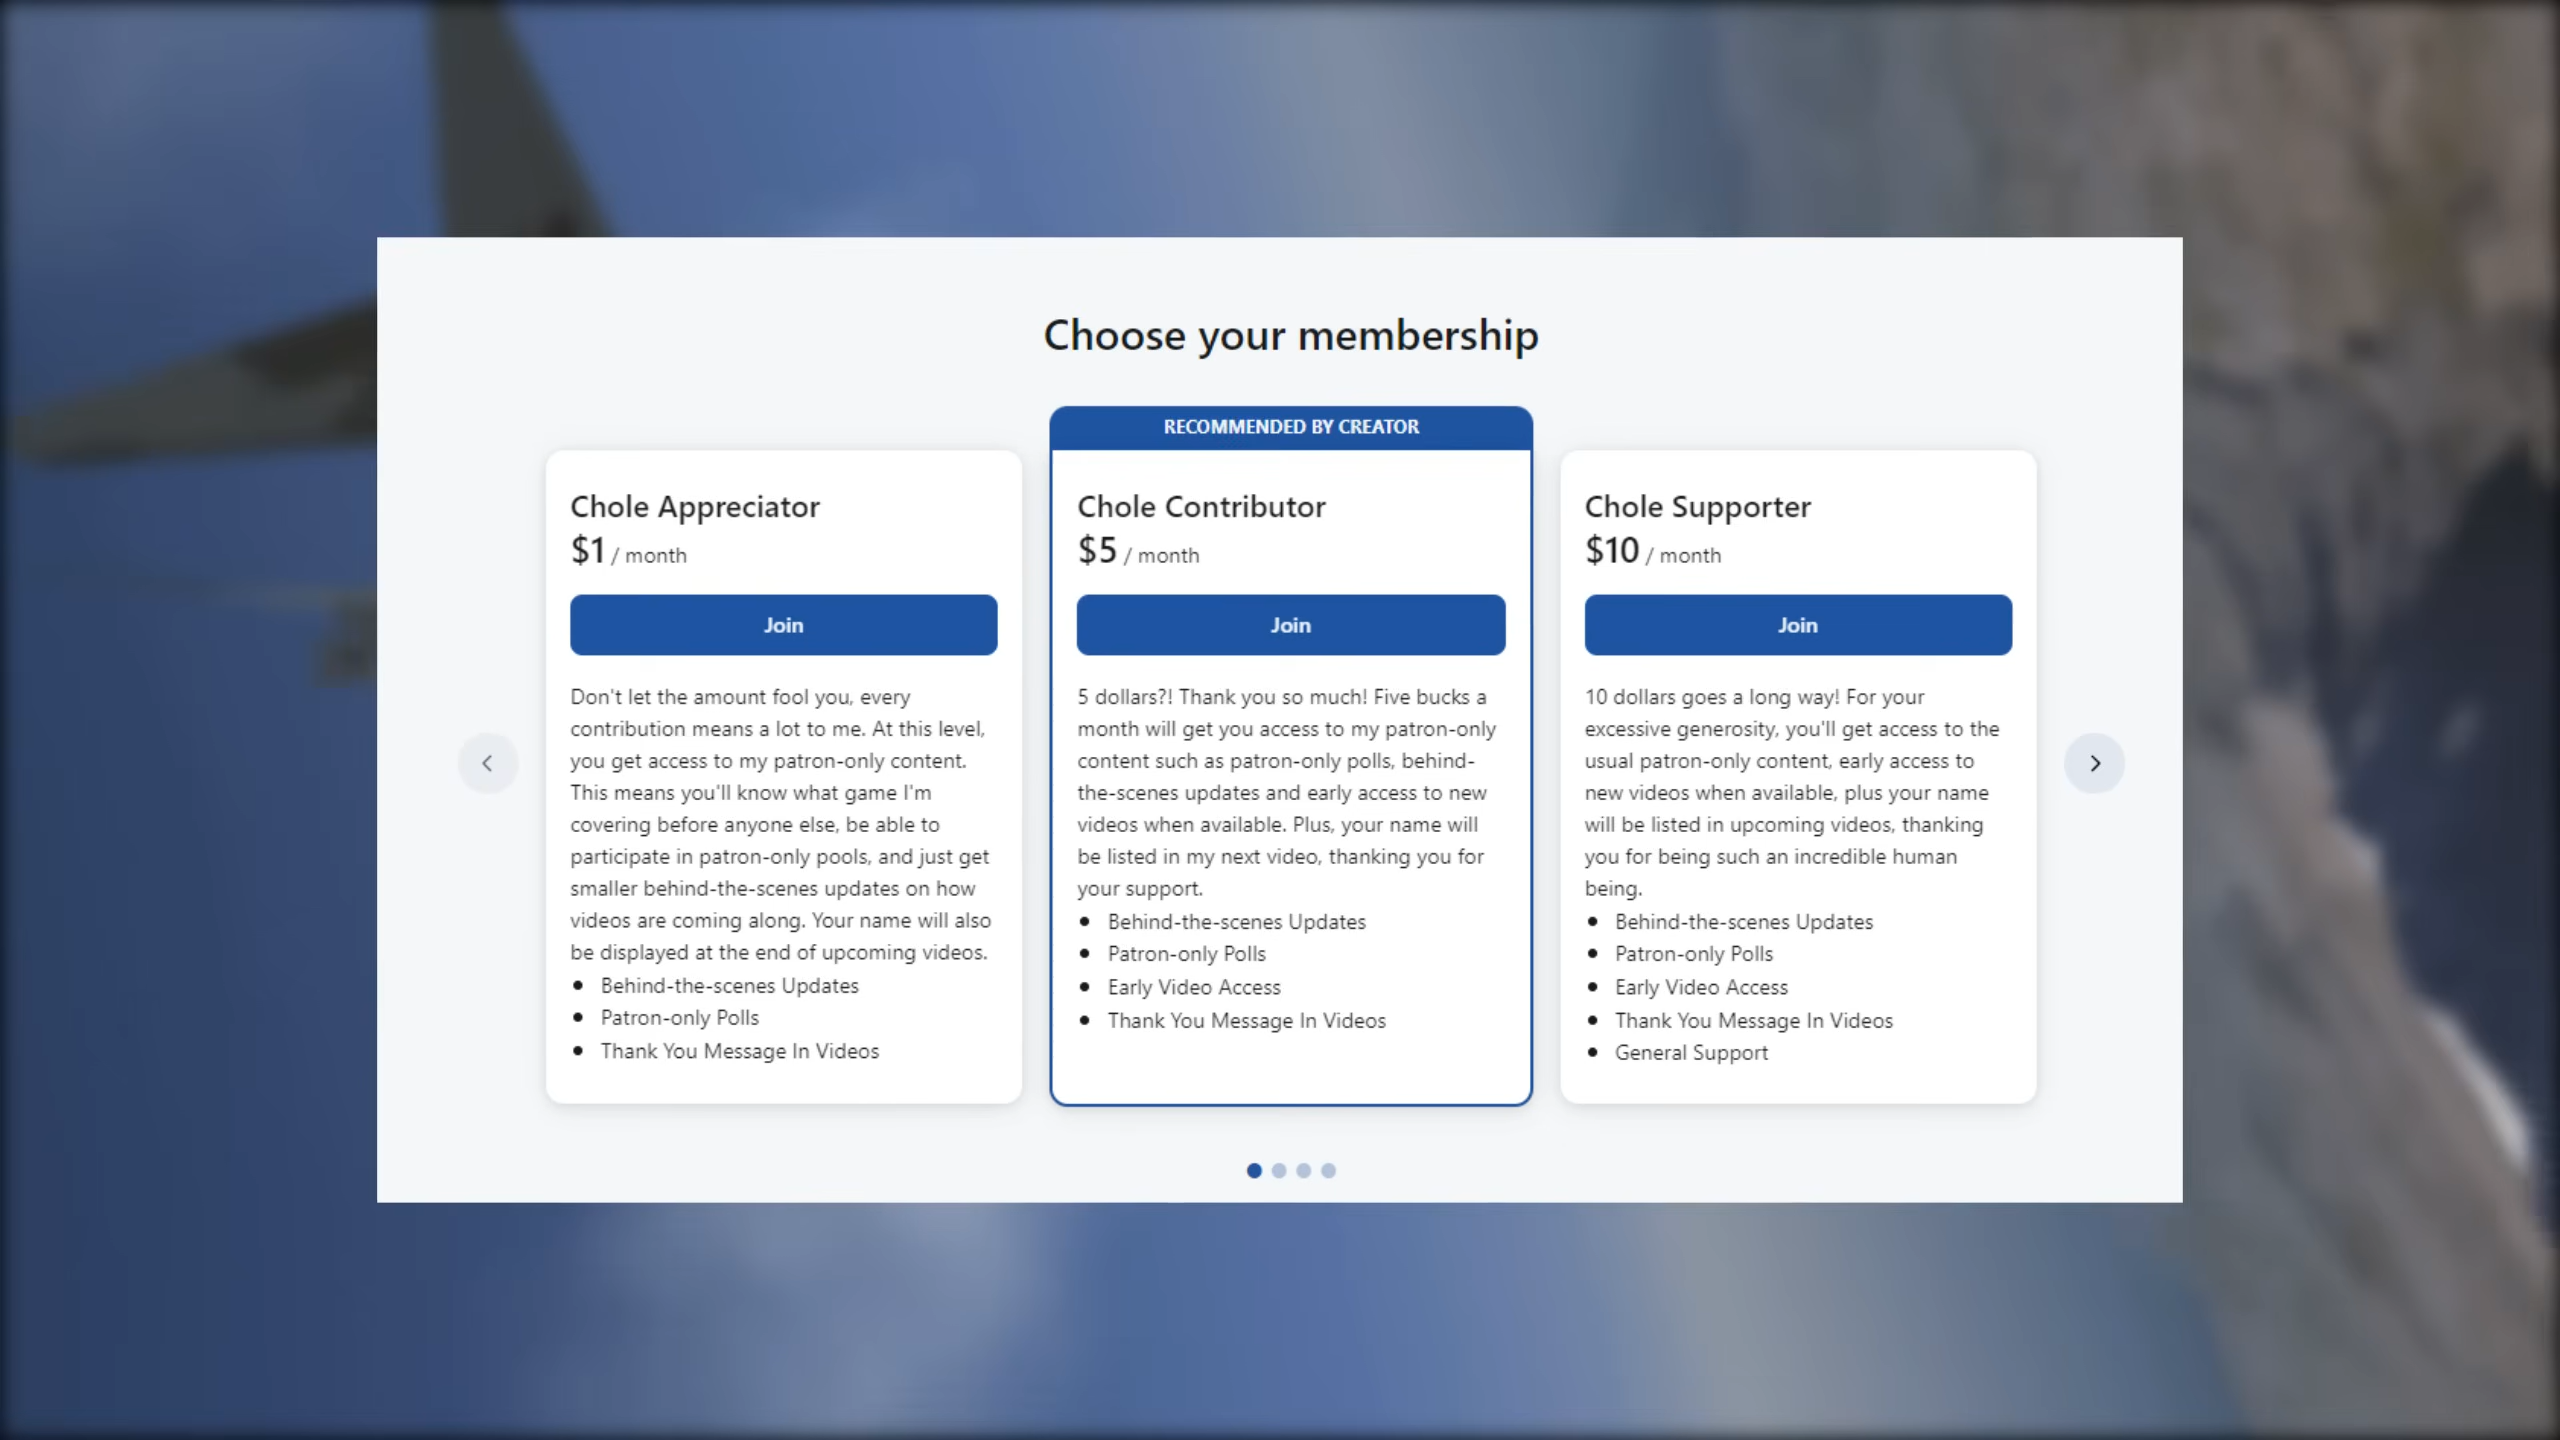 Choose your membership
Chole Appreciator
$1 / month
Join
Don't let the amount fool you, every
contribution means a lot to me. At this level,
you get access to my patron-only content.
This means you'll know what game I'm
covering before anyone else, be able to
participate in patron-only pools, and just get
smaller behind-the-scenes updates on how
videos are coming along. Your name will also
be displayed at the end of upcoming videos.
• Behind-the-scenes Updates
• Patron-only Polls
• Thank You Message In Videos
RECOMMENDED BY CREATOR
Chole Contributor
$5 / month
Join
5 dollars?! Thank you so much! Five bucks a
month will get you access to my patron-only
content such as patron-only polls, behind-
the-scenes updates and early access to new
videos when available. Plus, your name will
be listed in my next video, thanking you for
your support.
• Behind-the-scenes Updates
• Patron-only Polls
• Early Video Access
• Thank You Message In Videos
Chole Supporter
$10 / month
Join
10 dollars goes a long way! For your
excessive generosity, you'll get access to the
usual patron-only content, early access to
new videos when available, plus your name
will be listed in upcoming videos, thanking
you for being such an incredible human
being.
• Behind-the-scenes Updates
• Patron-only Polls
• Early Video Access
• Thank You Message In Videos
• General Support